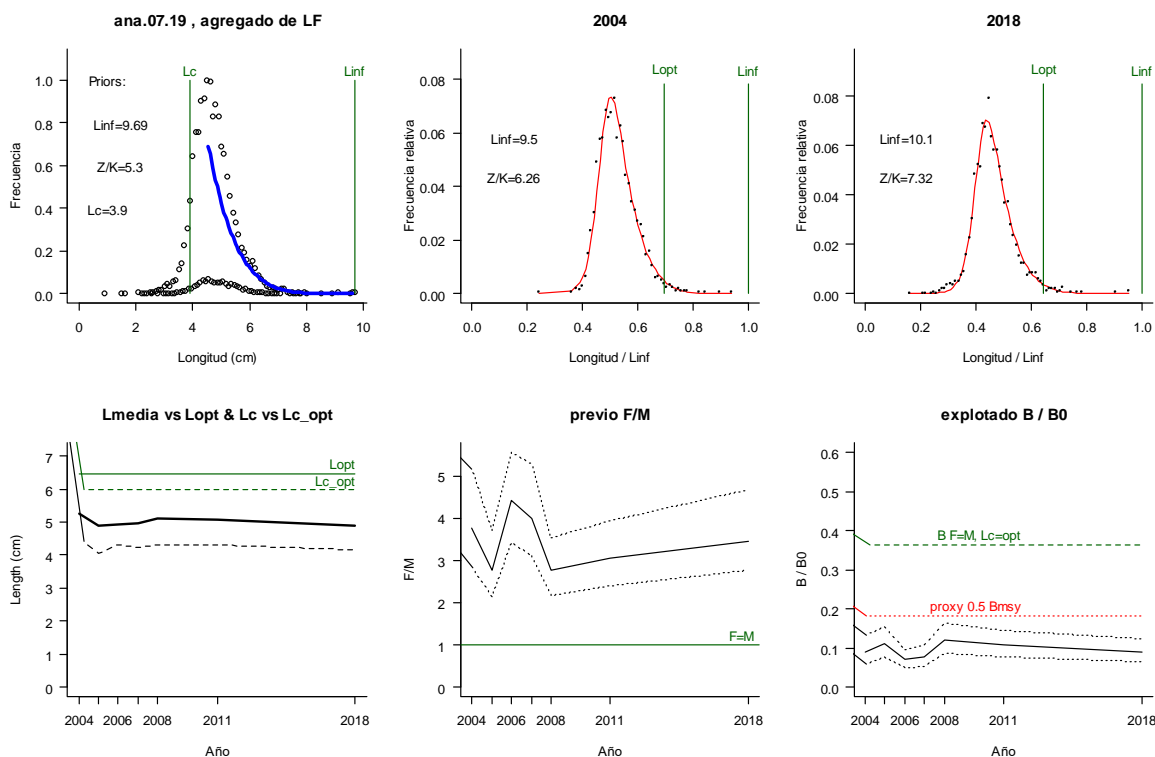 ana.07.19 , agregado de LF
Frecuencia
1.0
0.8
0.6
0.4
0.2
0.0
Lc
Linf
Priors:
Linf=9.69
Z/K=5.3
Lc=3.9
0 2 4 6 8 10
Longitud (cm)
2004
Frecuencia relativa
0.08
0.06
0.04
0.02
0.00
Lopt
Linf
Linf=9.5
Z/K=6.26
0.0 0.2 0.4 0.6 0.8 1.0
Longitud / Linf
2018
Frecuencia relativa
0.08
0.06
0.04
0.02
0.00
Lopt
Linf
Linf=10.1
Z/K=7.32
0.0 0.2 0.4 0.6 0.8 1.0
Longitud / Linf
Lmedia vs Lopt & Lc vs Lc_opt
Length (cm)
7
6
5
4
3
2
1
0
Lopt
Lc_opt
2004 2006 2008 2011 2018
Año
previo F/M
F/M
5
4
3
2
1
0
F=M
2004 2006 2008 2011 2018
Año
explotado B / B0
B / B0
0.6
0.5
0.4
0.3
0.2
0.1
0.0
B F=M, Lc=opt
proxy 0.5 Bmsy
2004 2006 2008 2011 2018
Año